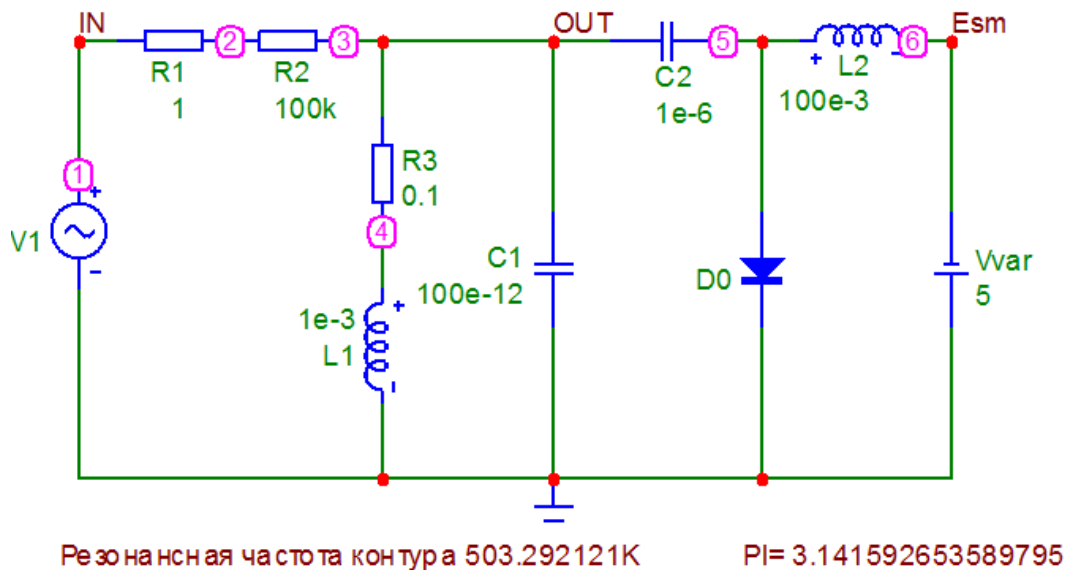 IN
OUT
Esm
2
3
5
6
R1
1
R2
100k
C2
1e-6
L2
100e-3
+
-
1
+
V1
-
R3
0.1
4
C1
100e-12
D0
Vvar
5
1e-3
L1
+
-
Резонансная частота контура 503.292121K
PI= 3.141592653589795